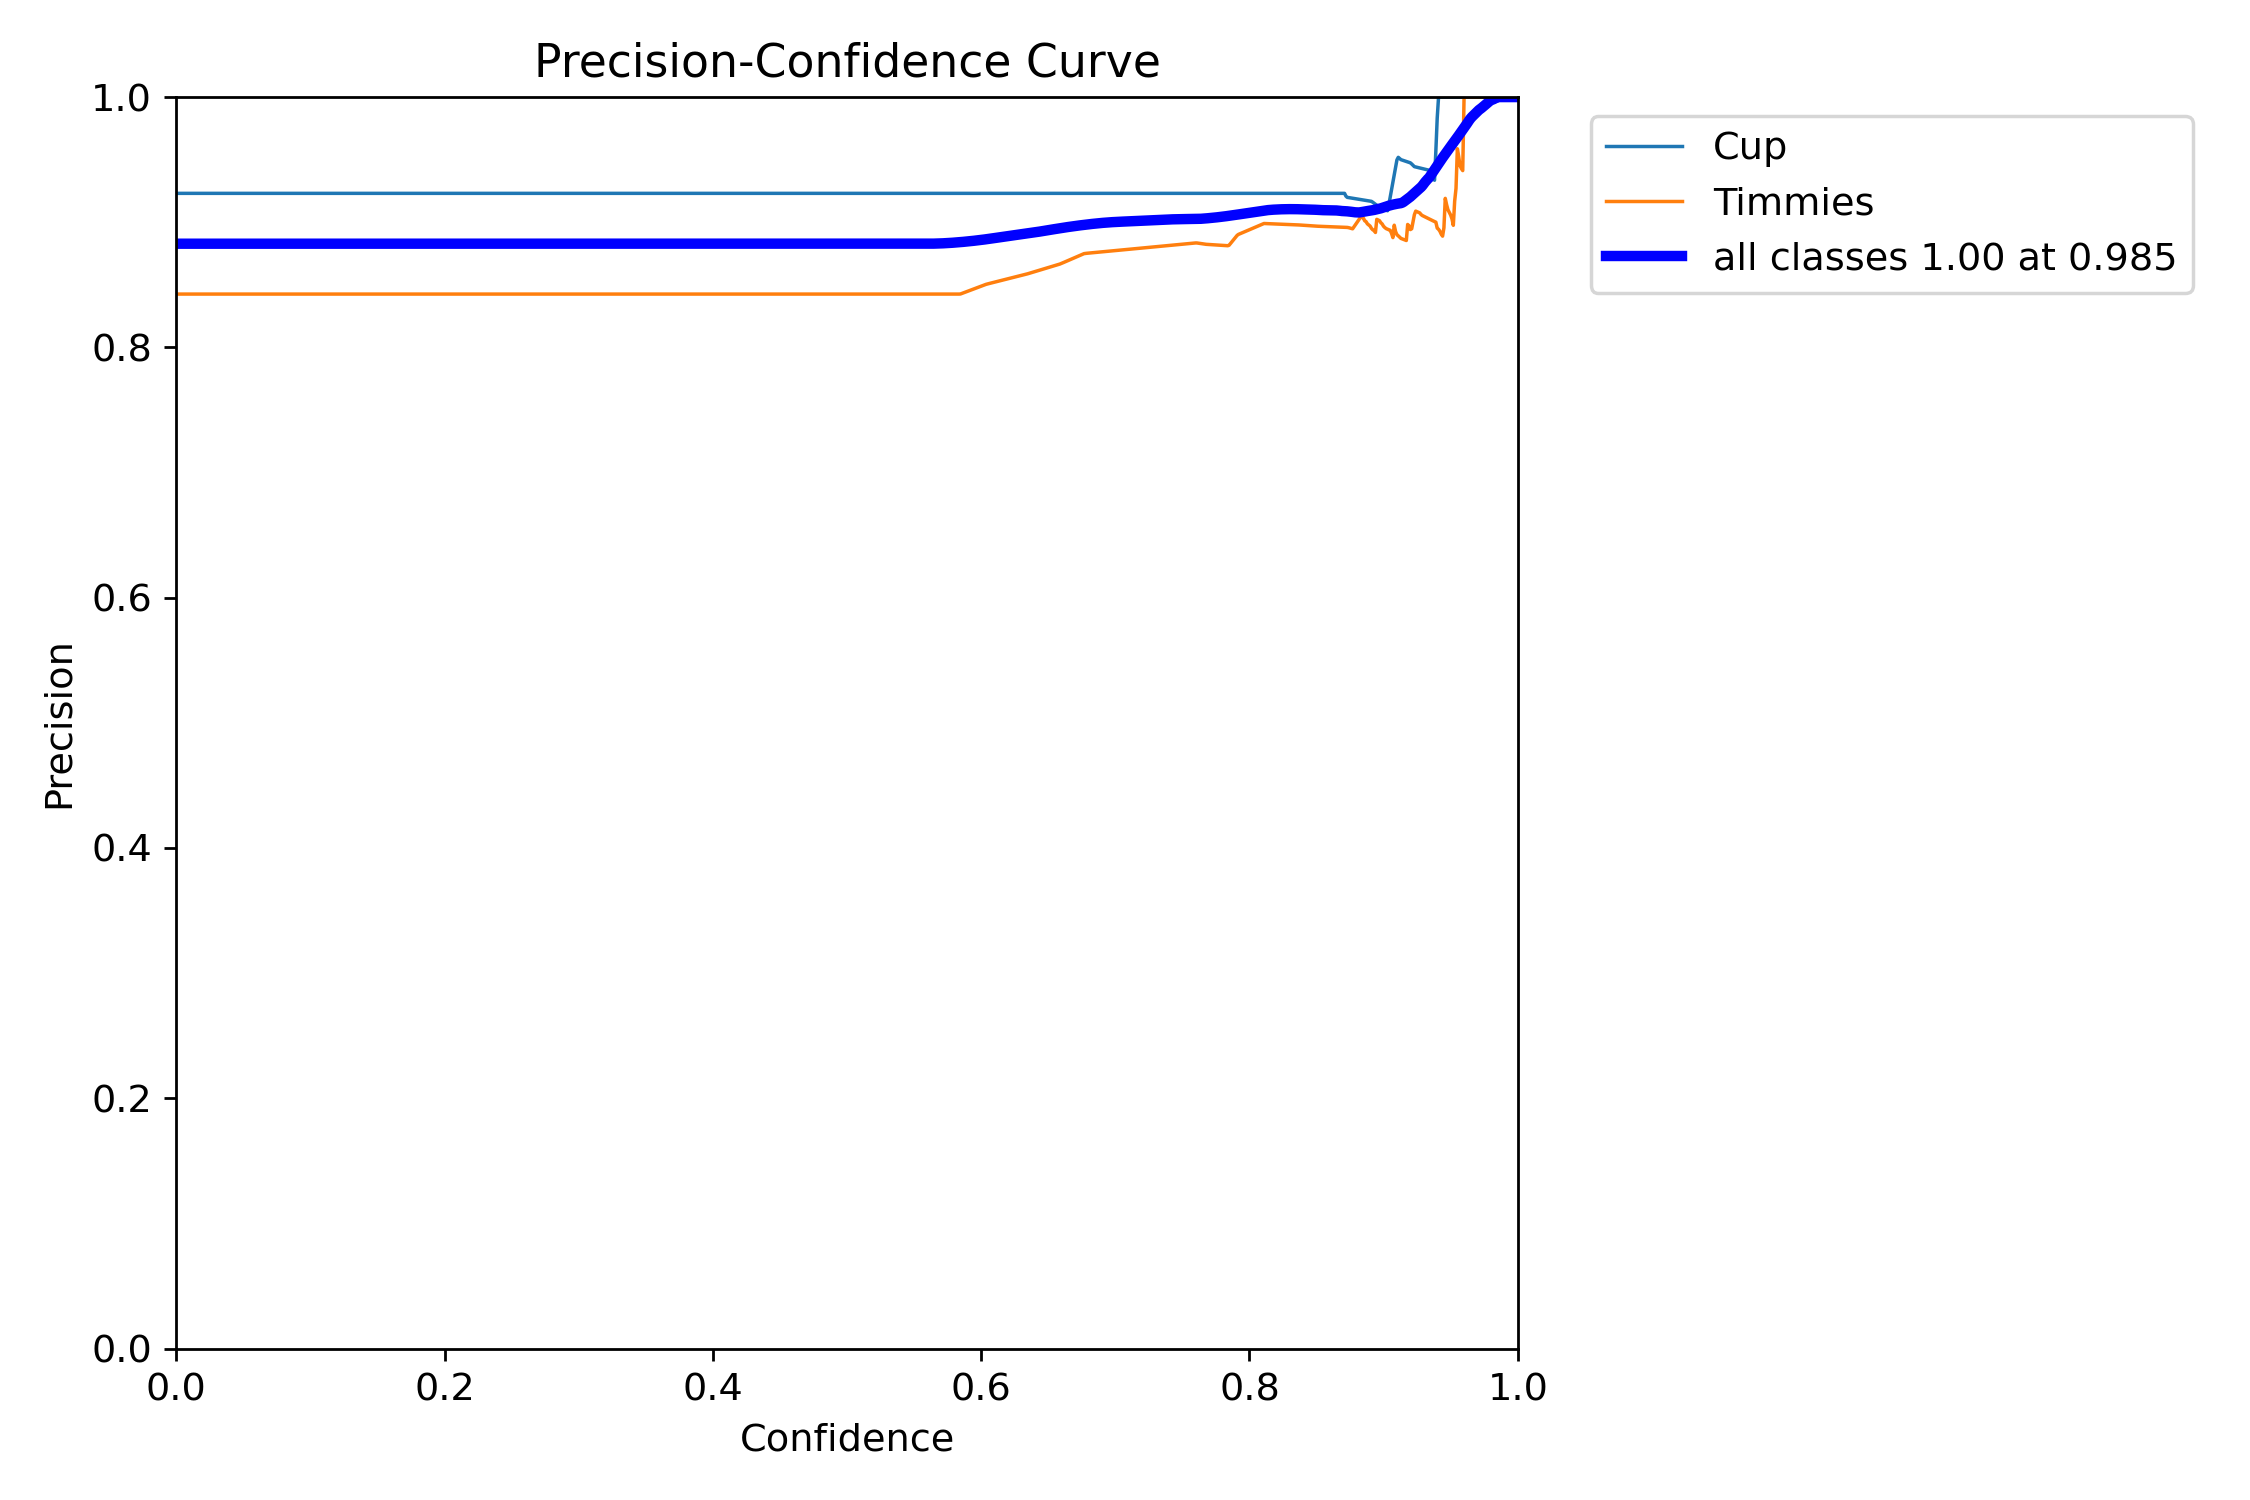 Precision-Confidence Curve
1.0
0.8
0.6
0.4
0.2
0.0
Precision
0.0 0.2 0.4 0.6 0.8 1.0
Confidence
Cup
Timmies
all classes 1.00 at 0.985